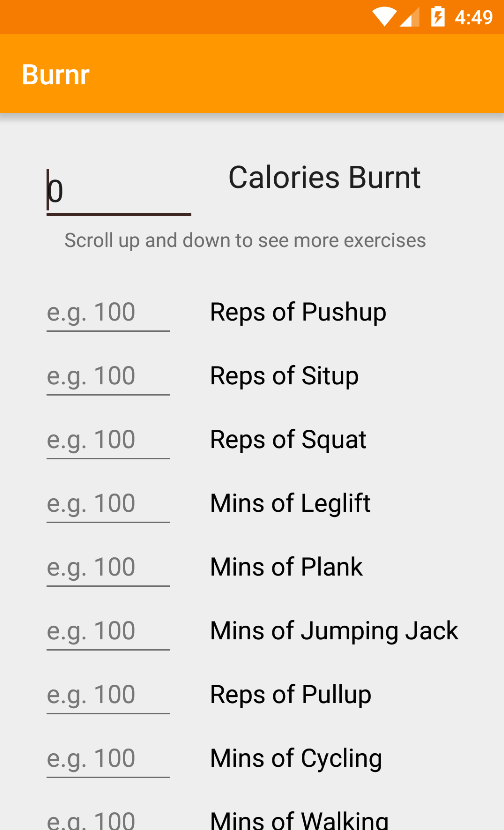 4:49
Burnr
0 Calories Burnt
Scroll up and down to see more exercises
e.g. 100 Reps of Pushup
e.g. 100 Reps of Situp
e.g. 100 Reps of Squat
e.g. 100 Mins of Leglift
e.g. 100 Mins of Plank
e.g. 100 Mins of Jumping Jack
e.g. 100 Reps of Pullup
e.g. 100 Mins of Cycling
e.g. 100 Mins of Walking